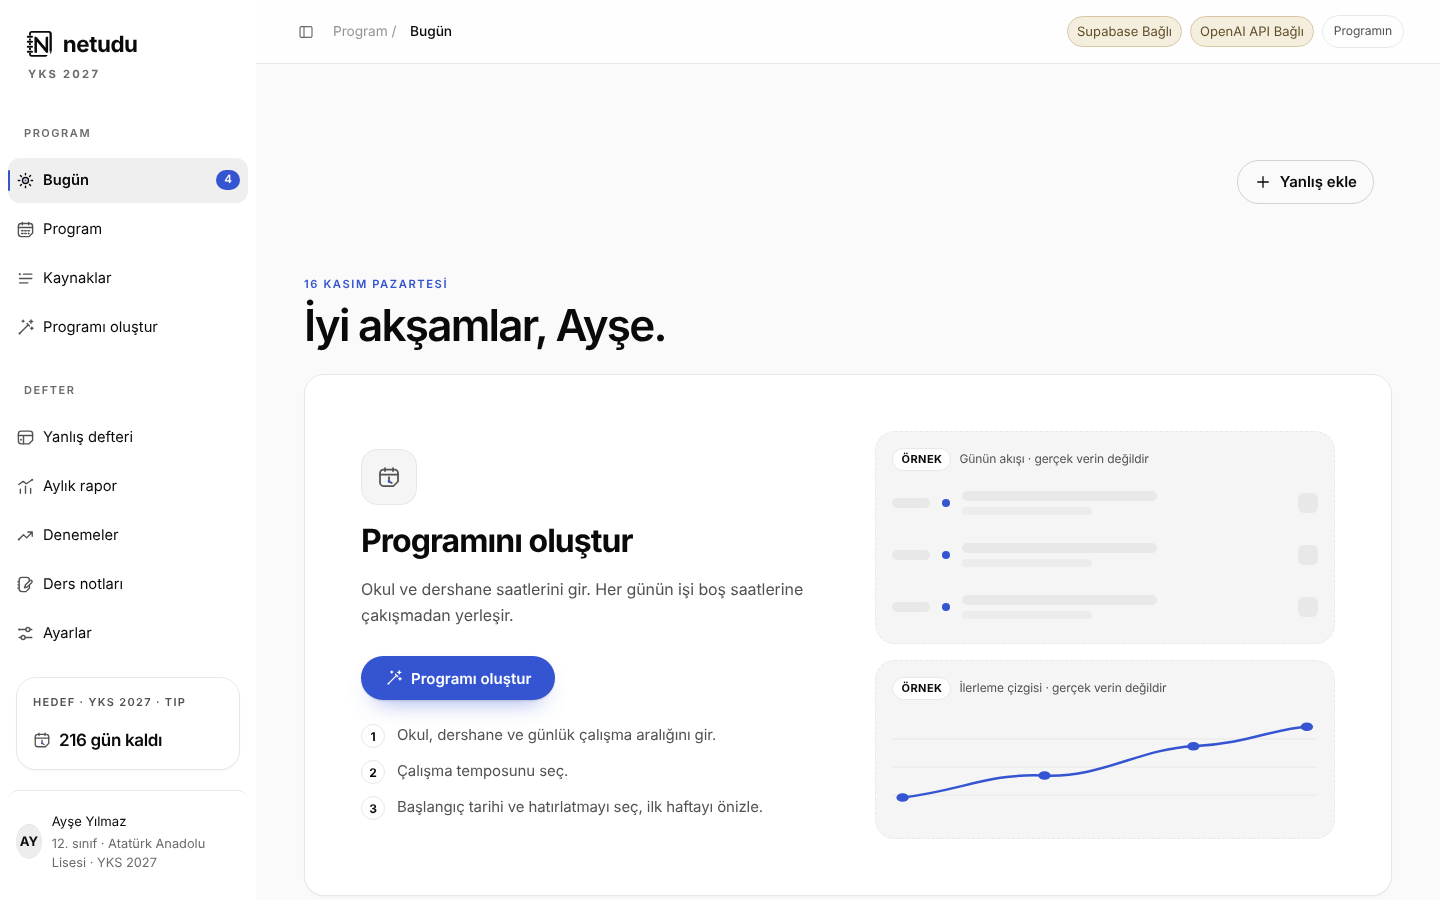 netudu
YKS 2027
PROGRAM
Bugün
4
Program
Kaynaklar
Programı oluştur
DEFTER
Yanlış defteri
Aylık rapor
Denemeler
Ders notları
Ayarlar
HEDEF · YKS 2027 · TIP
216 gün kaldı
AY
Ayşe Yılmaz
12. sınıf · Atatürk Anadolu
Lisesi · YKS 2027
Program / Bugün
Supabase Bağlı
OpenAI API Bağlı
Programın
Yanlış ekle
16 KASIM PAZARTESİ
İyi akşamlar, Ayşe.
Programını oluştur
Okul ve dershane saatlerini gir. Her günün işi boş saatlerine
çakışmadan yerleşir.
Programı oluştur
1 Okul, dershane ve günlük çalışma aralığını gir.
2 Çalışma temposunu seç.
3 Başlangıç tarihi ve hatırlatmayı seç, ilk haftayı önizle.
ÖRNEK Günün akışı · gerçek verin değildir
ÖRNEK İlerleme çizgisi · gerçek verin değildir